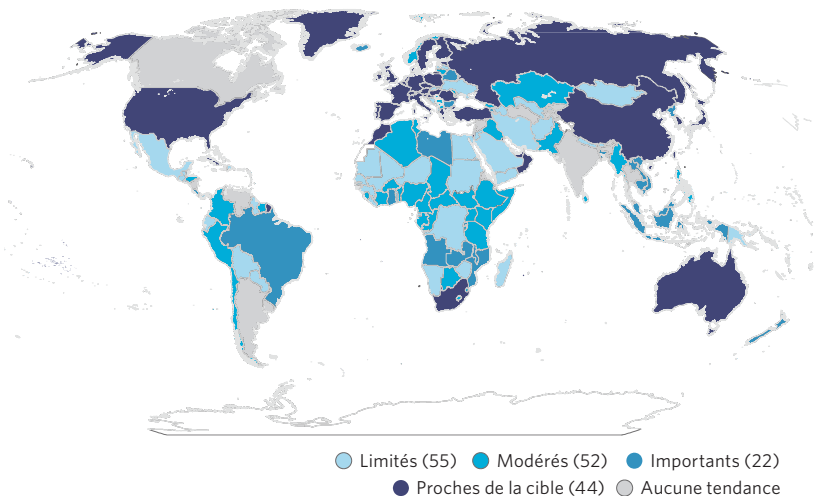 Limités (55) Modérés (52) Importants (22)
Proches de la cible (44) Aucune tendance